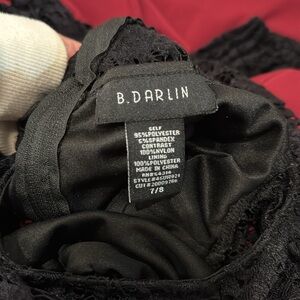 B.DARLIN
SELF
95%POLYESTER
5%SPANDEX
CONTRAST
100%NYLON
LINING
100%POLYESTER
MADE IN CHINA
7/8